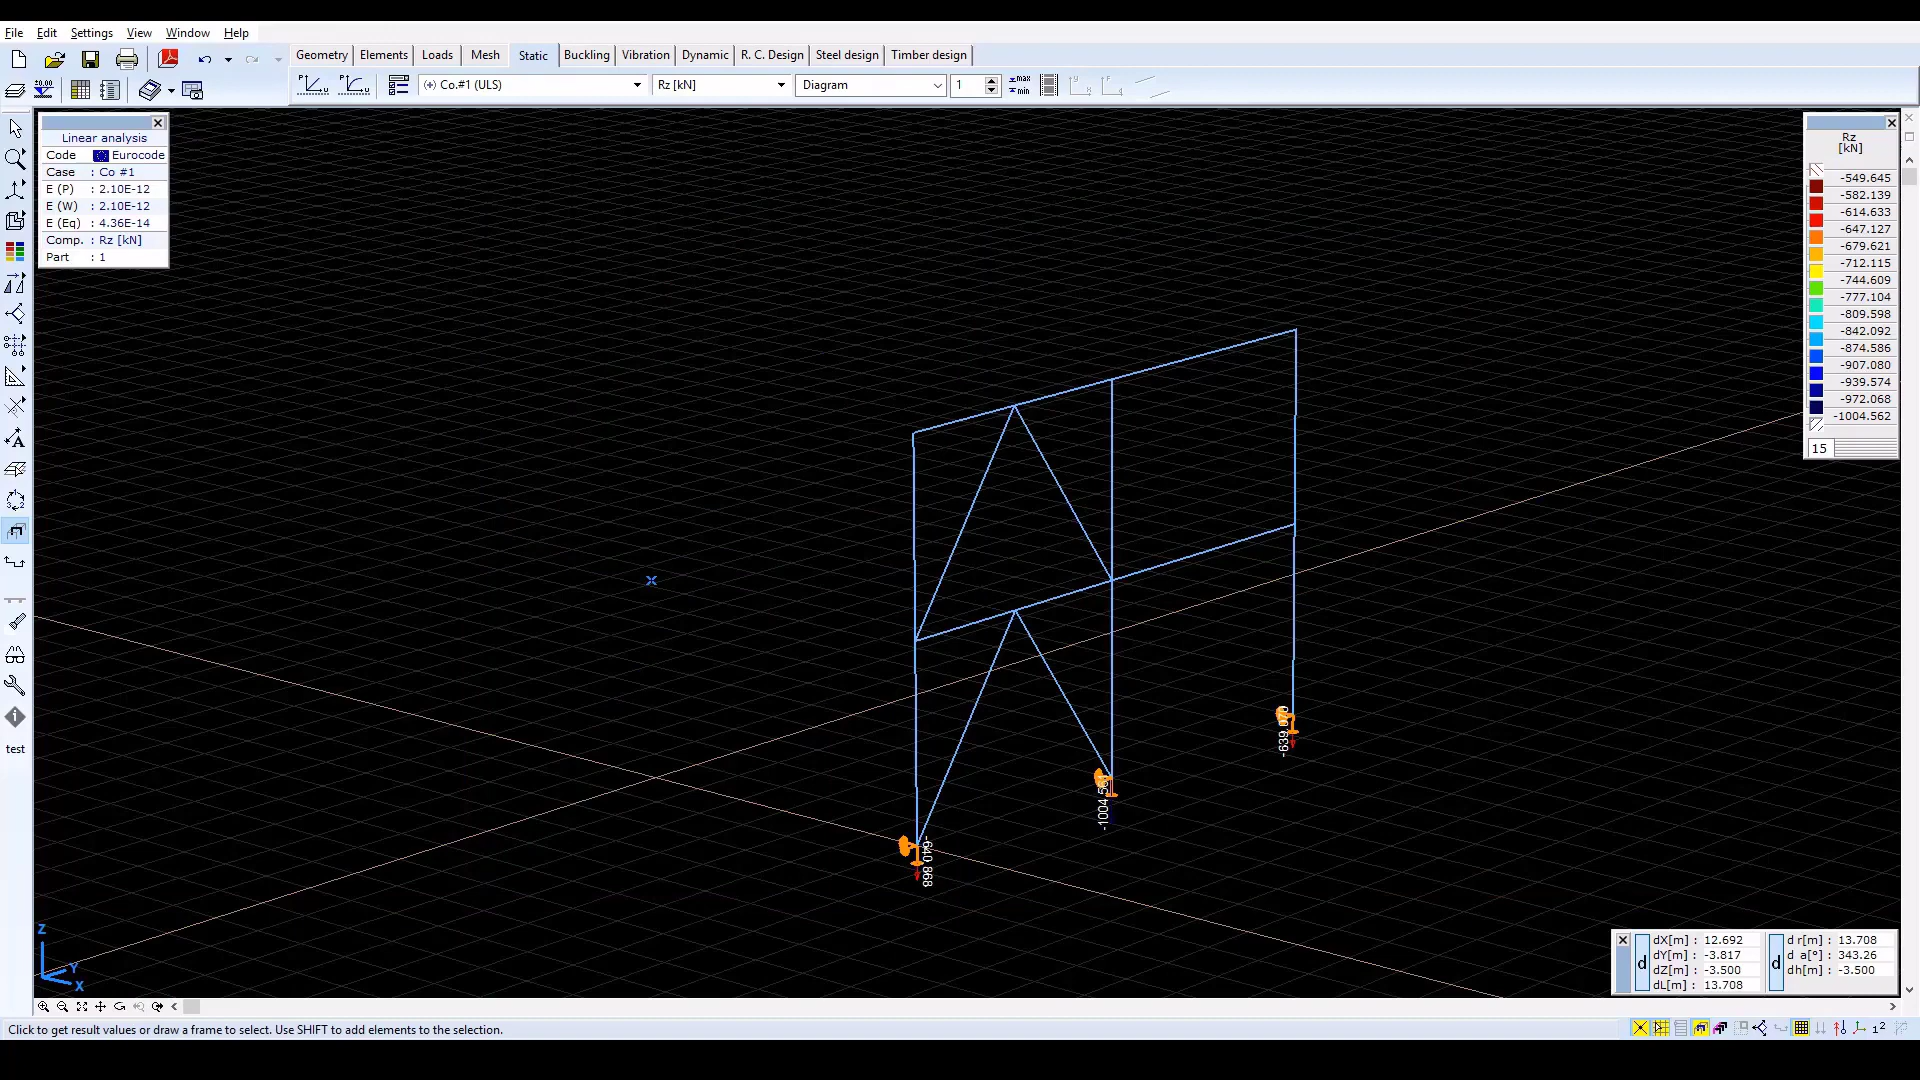 File Edit Settings View Window Help
Geometry Elements Loads Mesh Static Buckling Vibration Dynamic R. C. Design Steel design Timber design
Co.#1 (ULS) Rz [kN] Diagram 1
Linear analysis
Code Eurocode
Case : Co #1
E (P) : 2.10E-12
E (W) : 2.10E-12
E (Eq) : 4.36E-14
Comp. : Rz [kN]
Part : 1
Rz
[kN]
-549.645
-582.139
-614.633
-647.127
-679.621
-712.115
-744.609
-777.104
-809.598
-842.092
-874.586
-907.080
-939.574
-972.068
-1004.562
15
test
-640.868
Z
Y
X
d
dX[m] : 12.692
dY[m] : -3.817
dZ[m] : -3.500
dL[m] : 13.708
d
d r[m] : 13.708
d a[°] : 343.26
dh[m] : -3.500
Click to get result values or draw a frame to select. Use SHIFT to add elements to the selection.